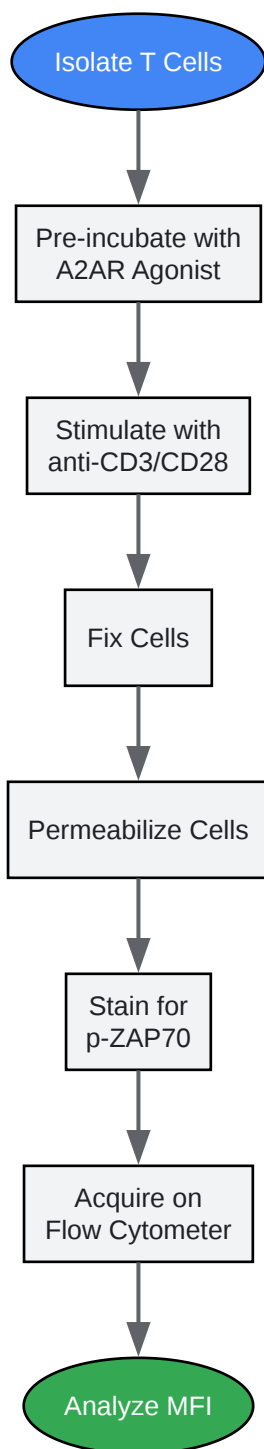 Isolate T Cells
Pre-incubate with
A2AR Agonist
Stimulate with
anti-CD3/CD28
Fix Cells
Permeabilize Cells
Stain for
p-ZAP70
Acquire on
Flow Cytometer
Analyze MFI